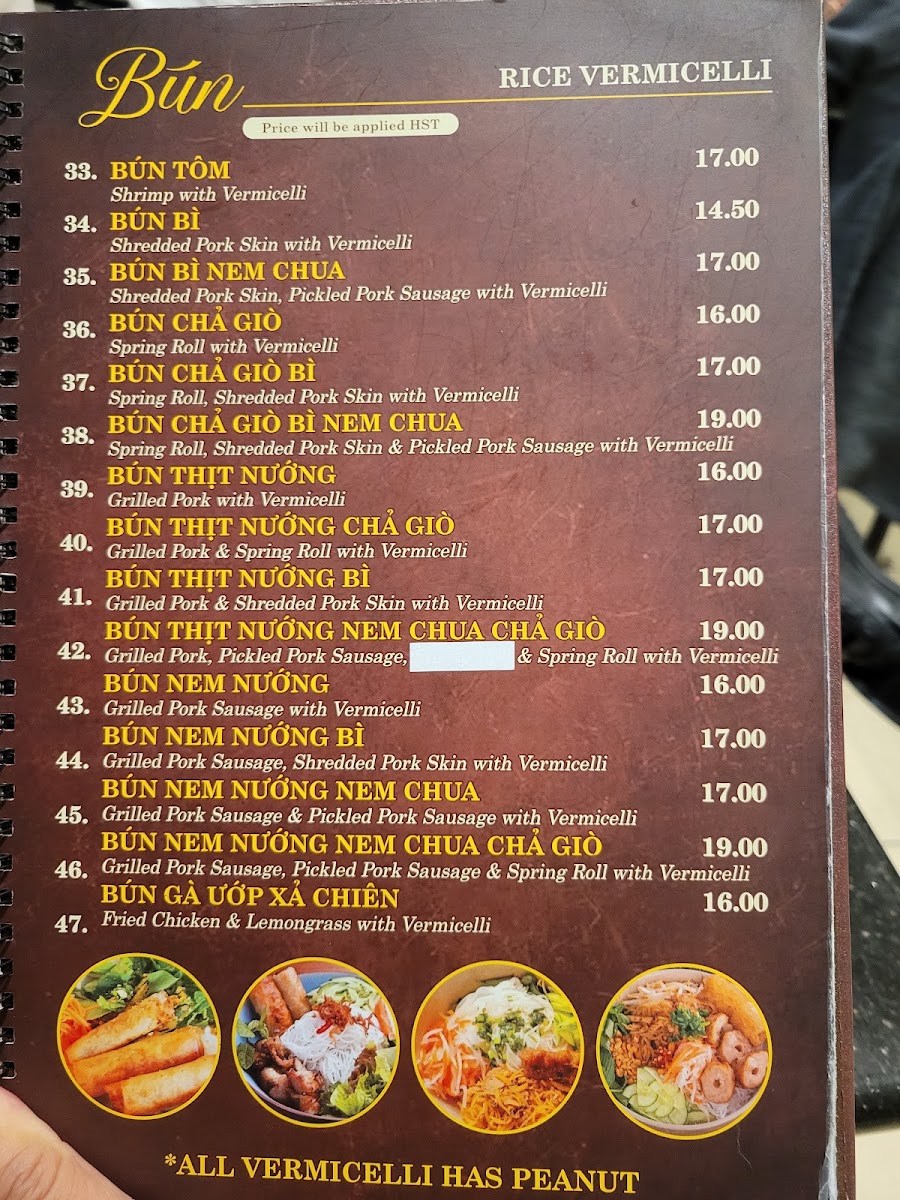 Bún
RICE VERMICELLI
Price will be applied HST
33. BÚN TÔM 17.00
Shrimp with Vermicelli
34. BÚN BÌ 14.50
Shredded Pork Skin with Vermicelli
35. BÚN BÌ NEM CHUA 17.00
Shredded Pork Skin, Pickled Pork Sausage with Vermicelli
36. BÚN CHẢ GIÒ 16.00
Spring Roll with Vermicelli
37. BÚN CHẢ GIÒ BÌ 17.00
Spring Roll, Shredded Pork Skin with Vermicelli
38. BÚN CHẢ GIÒ BÌ NEM CHUA 19.00
Spring Roll, Shredded Pork Skin & Pickled Pork Sausage with Vermicelli
39. BÚN THỊT NƯỚNG 16.00
Grilled Pork with Vermicelli
40. BÚN THỊT NƯỚNG CHẢ GIÒ 17.00
Grilled Pork & Spring Roll with Vermicelli
41. BÚN THỊT NƯỚNG BÌ 17.00
Grilled Pork & Shredded Pork Skin with Vermicelli
42. BÚN THỊT NƯỚNG NEM CHUA CHẢ GIÒ 19.00
Grilled Pork, Pickled Pork Sausage, & Spring Roll with Vermicelli
43. BÚN NEM NƯỚNG 16.00
Grilled Pork Sausage with Vermicelli
44. BÚN NEM NƯỚNG BÌ 17.00
Grilled Pork Sausage, Shredded Pork Skin with Vermicelli
45. BÚN NEM NƯỚNG NEM CHUA 17.00
Grilled Pork Sausage & Pickled Pork Sausage with Vermicelli
46. BÚN NEM NƯỚNG NEM CHUA CHẢ GIÒ 19.00
Grilled Pork Sausage, Pickled Pork Sausage & Spring Roll with Vermicelli
47. BÚN GÀ ƯỚP XẢ CHIÊN 16.00
Fried Chicken & Lemongrass with Vermicelli
*ALL VERMICELLI HAS PEANUT